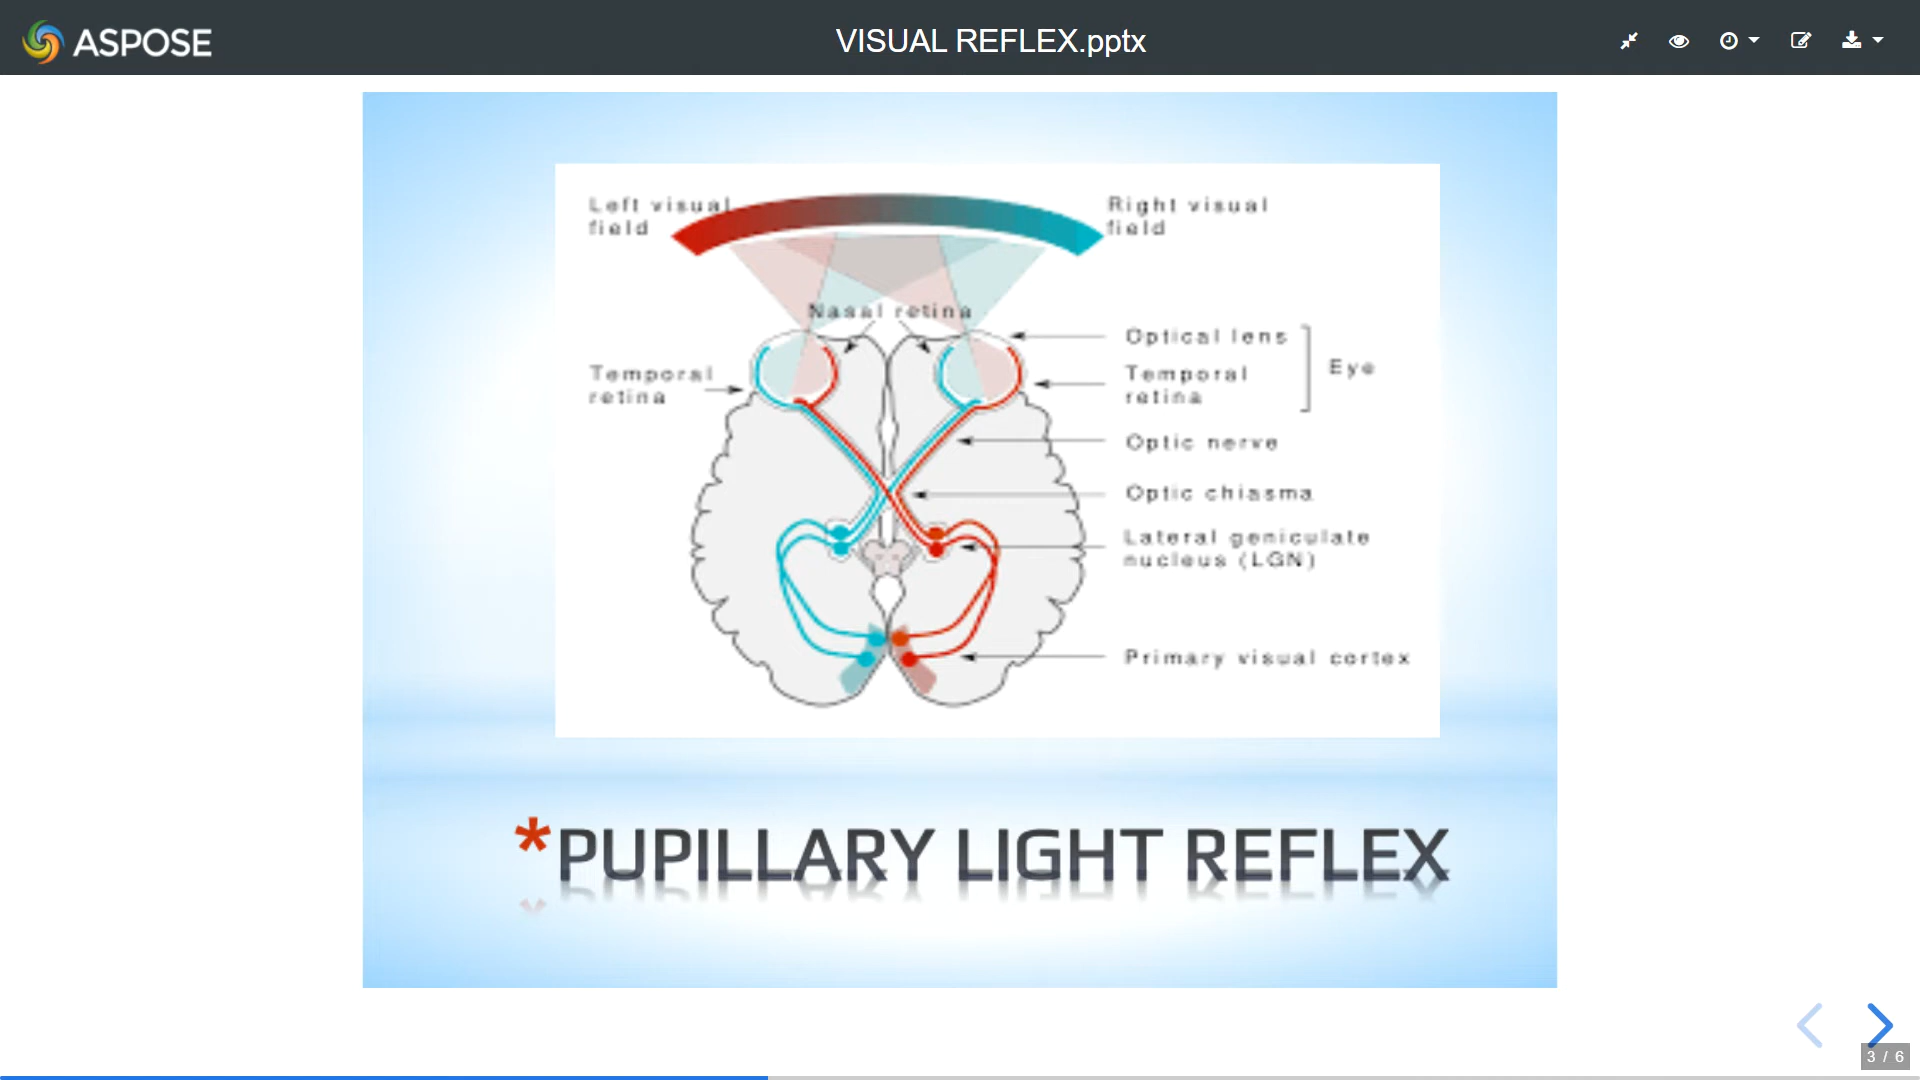 ASPOSE
VISUAL REFLEX.pptx
Left visual
field
Right visual
field
Nasal retina
Temporal
retina
Optical lens
Temporal
retina
Eye
Optic nerve
Optic chiasma
Lateral geniculate
nucleus (LGN)
Primary visual cortex
*PUPILLARY LIGHT REFLEX
3 / 6